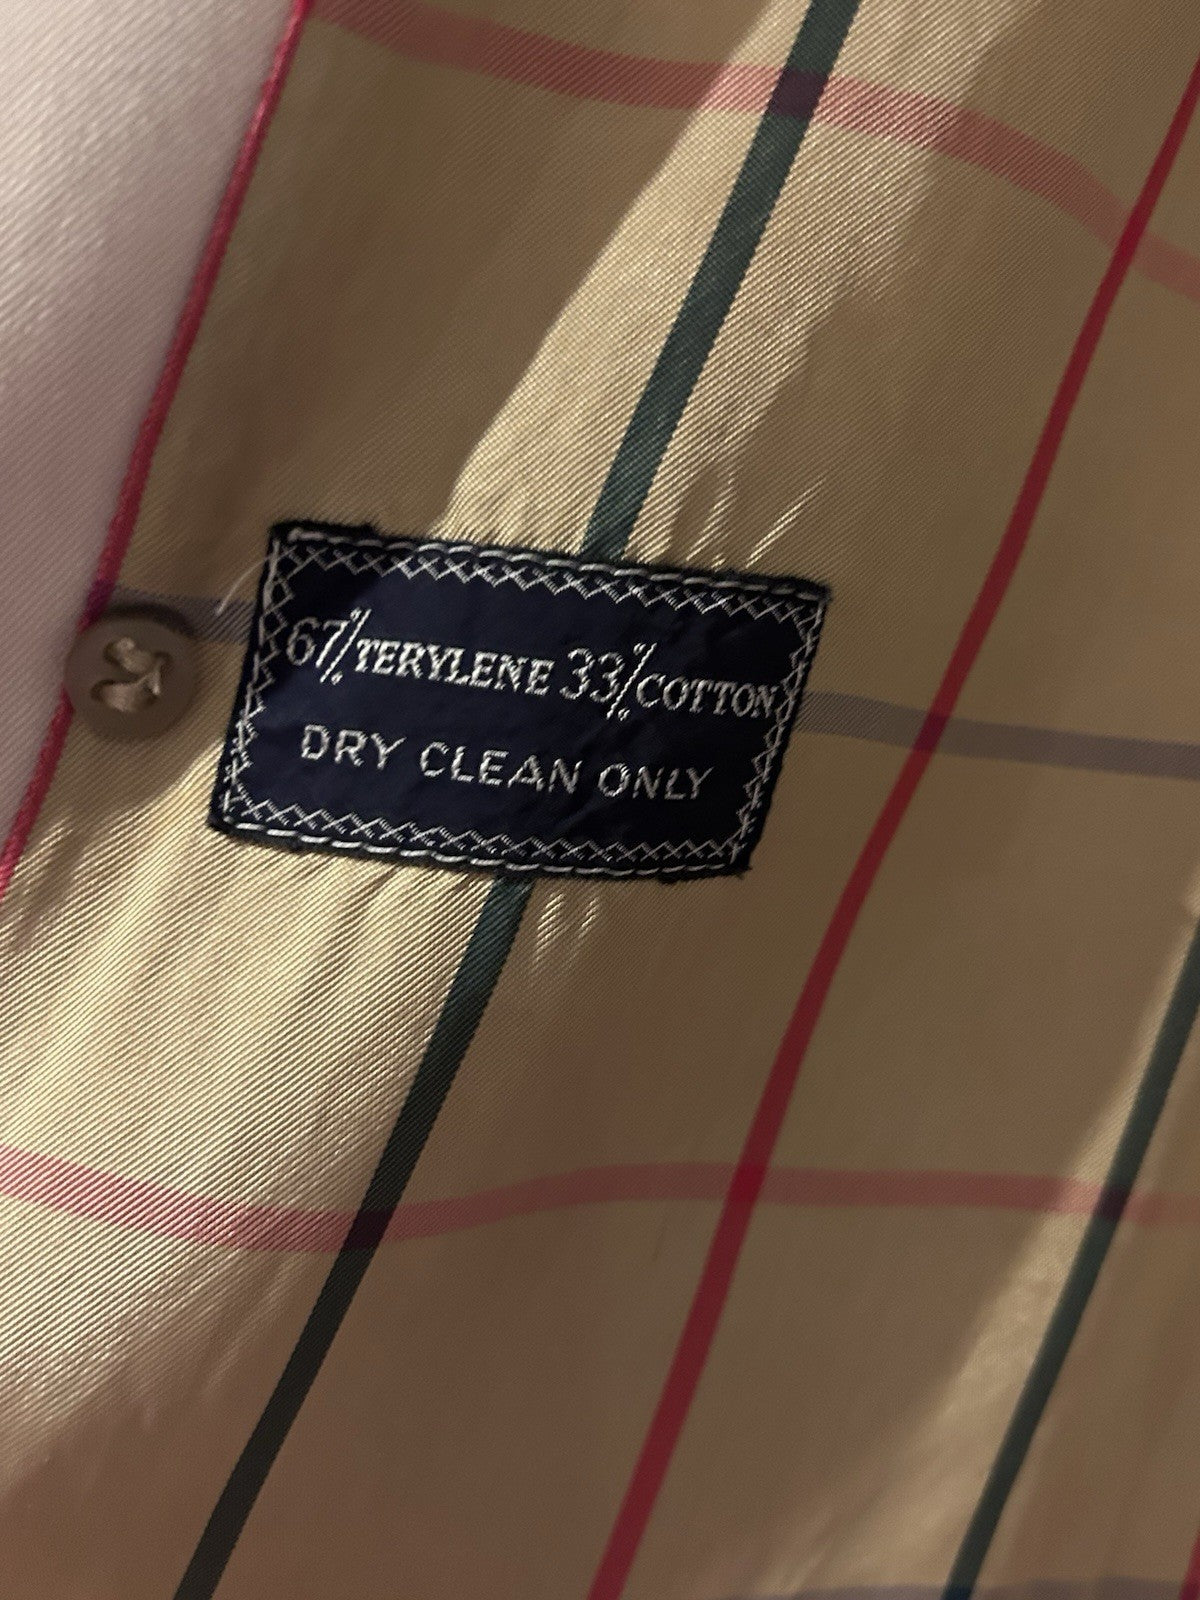 67% TERYLENE 33% COTTON
DRY CLEAN ONLY